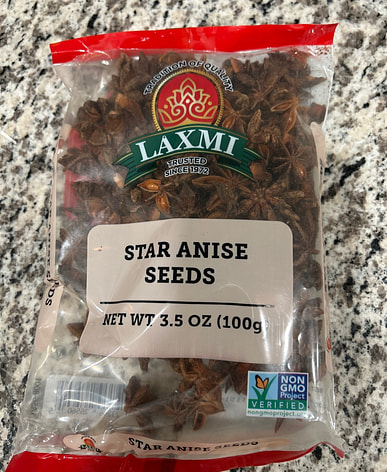 TRADITION OF QUALITY
LAXMI
TRUSTED
SINCE 1972
STAR ANISE
SEEDS
NET WT 3.5 OZ (100g)
NON
GMO
Project
VERIFIED
nongmoproject.
STAR ANISE SEEDS